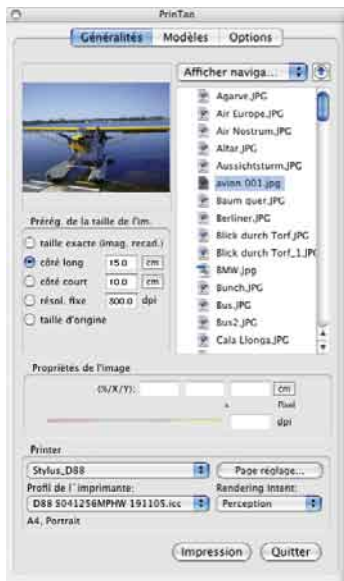 PrinTao
Généralités Modèles Options
Afficher naviga...
Agarve.JPG
Air Europe.JPG
Air Nostrum.JPG
Altar.JPG
Aussichtsturm.JPG
avion 001.jpg
Baum quer.JPG
Berliner.JPG
Blick durch Torf.JPG
Blick durch Torf_1.JPG
BMW.jpg
Bunch.JPG
Bus.JPG
Bus2.JPG
Cala Llonga.JPG
Prérég. de la taille de l'im.
taille exacte (imag. recad.)
côté long 15.0 cm
côté court 10.0 cm
résol. fixe 300.0 dpi
taille d'origine
Propriétés de l'image
(%/X/Y): cm
x Pixel
dpi
Printer
Stylus_D88 Page réglage...
Profil de l'imprimante: Rendering Intent:
D88 S041256MPHW 191105.icc Perception
A4, Portrait
Impression Quitter